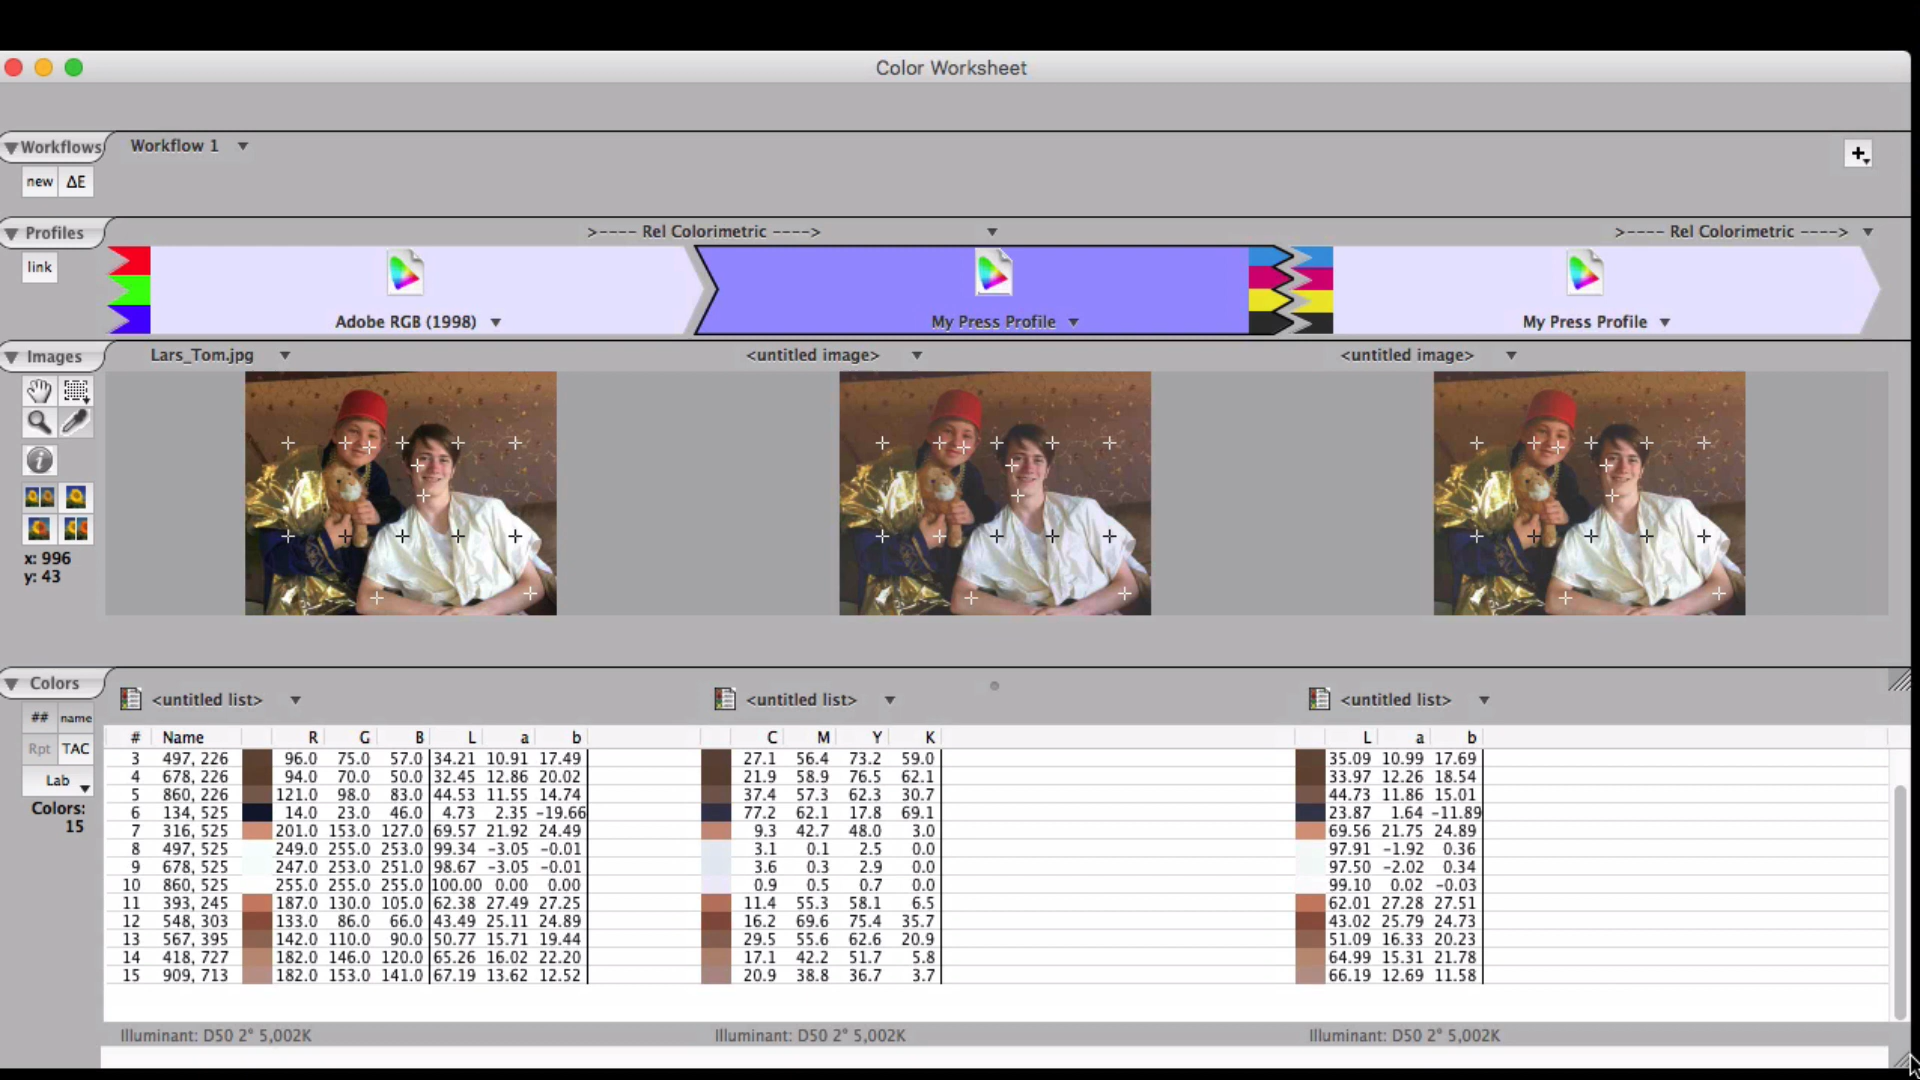 Color Worksheet
Workflows
Workflow 1
+
new ΔE
Profiles
>---- Rel Colorimetric ---->
>---- Rel Colorimetric ---->
link
Adobe RGB (1998)
My Press Profile
My Press Profile
Images
Lars_Tom.jpg
<untitled image>
<untitled image>
x: 996
y: 43
Colors
<untitled list>
<untitled list>
<untitled list>
## name
Rpt TAC
Lab
Colors:
15
# Name R G B L a b C M Y K L a b
3 497, 226 96.0 75.0 57.0 34.21 10.91 17.49 27.1 56.4 73.2 59.0 35.09 10.99 17.69
4 678, 226 94.0 70.0 50.0 32.45 12.86 20.02 21.9 58.9 76.5 62.1 33.97 12.26 18.54
5 860, 226 121.0 98.0 83.0 44.53 11.55 14.74 37.4 57.3 62.3 30.7 44.73 11.86 15.01
6 134, 525 14.0 23.0 46.0 4.73 2.35 -19.66 77.2 62.1 17.8 69.1 23.87 1.64 -11.89
7 316, 525 201.0 153.0 127.0 69.57 21.92 24.49 9.3 42.7 48.0 3.0 69.56 21.75 24.89
8 497, 525 249.0 255.0 253.0 99.34 -3.05 -0.01 3.1 0.1 2.5 0.0 97.91 -1.92 0.36
9 678, 525 247.0 253.0 251.0 98.67 -3.05 -0.01 3.6 0.3 2.9 0.0 97.50 -2.02 0.34
10 860, 525 255.0 255.0 255.0 100.00 0.00 0.00 0.9 0.5 0.7 0.0 99.10 0.02 -0.03
11 393, 245 187.0 130.0 105.0 62.38 27.49 27.25 11.4 55.3 58.1 6.5 62.01 27.28 27.51
12 548, 303 133.0 86.0 66.0 43.49 25.11 24.89 16.2 69.6 75.4 35.7 43.02 25.79 24.73
13 567, 395 142.0 110.0 90.0 50.77 15.71 19.44 29.5 55.6 62.6 20.9 51.09 16.33 20.23
14 418, 727 182.0 146.0 120.0 65.26 16.02 22.20 17.1 42.2 51.7 5.8 64.99 15.31 21.78
15 909, 713 182.0 153.0 141.0 67.19 13.62 12.52 20.9 38.8 36.7 3.7 66.19 12.69 11.58
Illuminant: D50 2° 5,002K
Illuminant: D50 2° 5,002K
Illuminant: D50 2° 5,002K